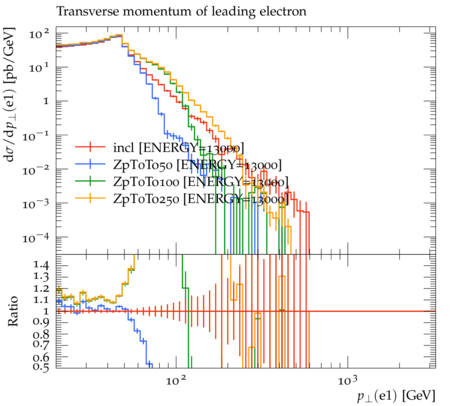 Transverse momentum of leading electron
dσ/dp⊥(e1) [pb/GeV]
10²
10¹
1
10⁻¹
10⁻²
10⁻³
10⁻⁴
incl [ENERGY=13000]
ZpToTo50 [ENERGY=13000]
ZpToTo100 [ENERGY=13000]
ZpToTo250 [ENERGY=13000]
Ratio
1.4
1.3
1.2
1.1
1
0.9
0.8
0.7
0.6
0.5
10²
10³
p⊥(e1) [GeV]